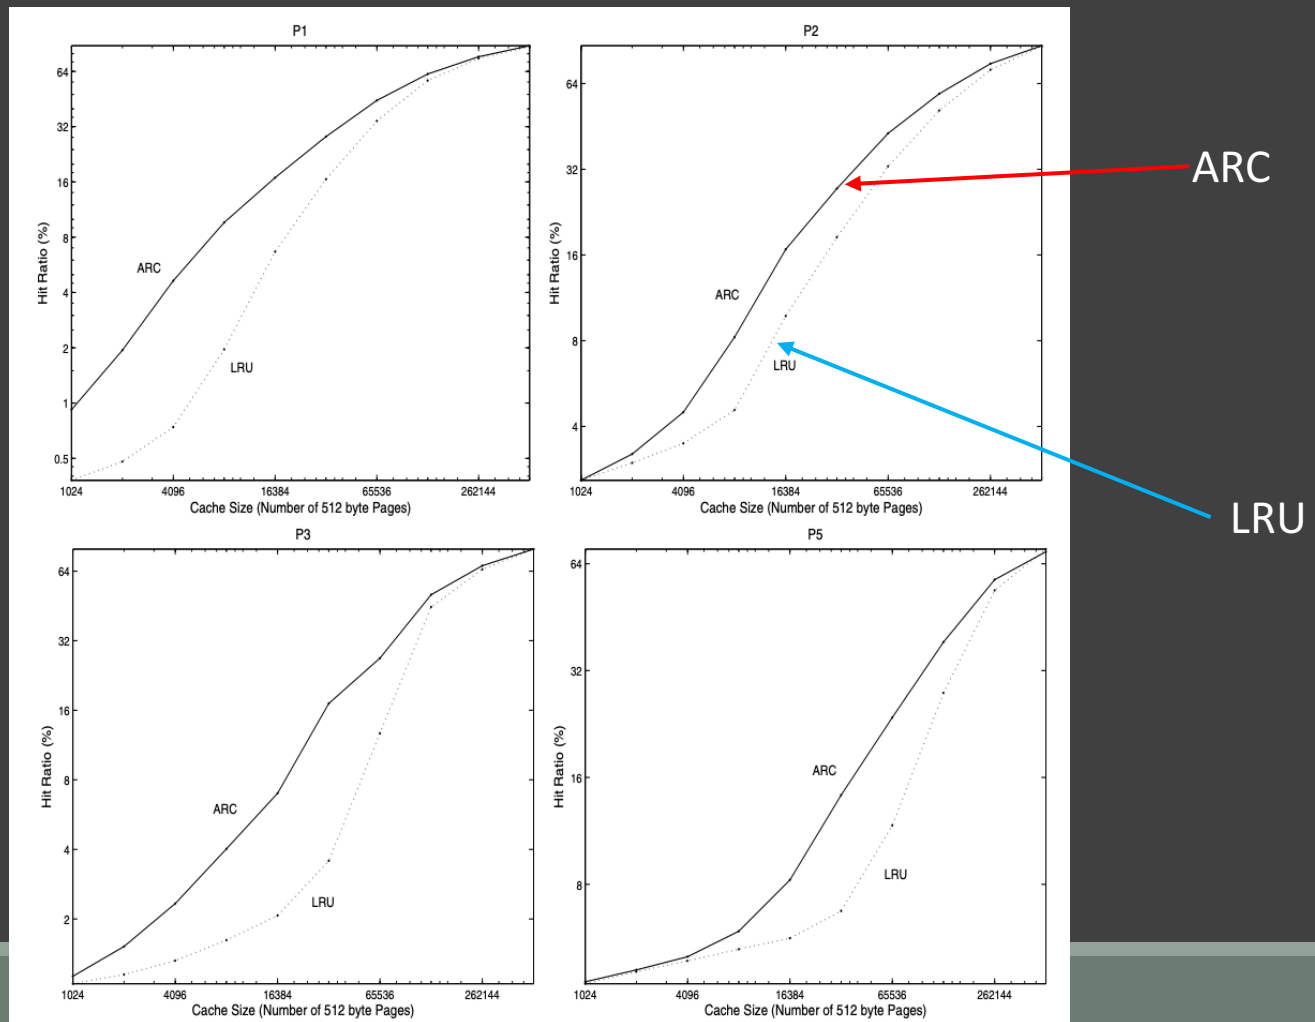 P1
Hit Ratio (%)
64
32
16
8
4
2
1
0.5
ARC
LRU
1024
4096
16384
65536
262144
Cache Size (Number of 512 byte Pages)
P2
Hit Ratio (%)
64
32
16
8
4
ARC
LRU
1024
4096
16384
65536
262144
Cache Size (Number of 512 byte Pages)
ARC
LRU
P3
Hit Ratio (%)
64
32
16
8
4
2
ARC
LRU
1024
4096
16384
65536
262144
Cache Size (Number of 512 byte Pages)
P5
Hit Ratio (%)
64
32
16
8
ARC
LRU
1024
4096
16384
65536
262144
Cache Size (Number of 512 byte Pages)